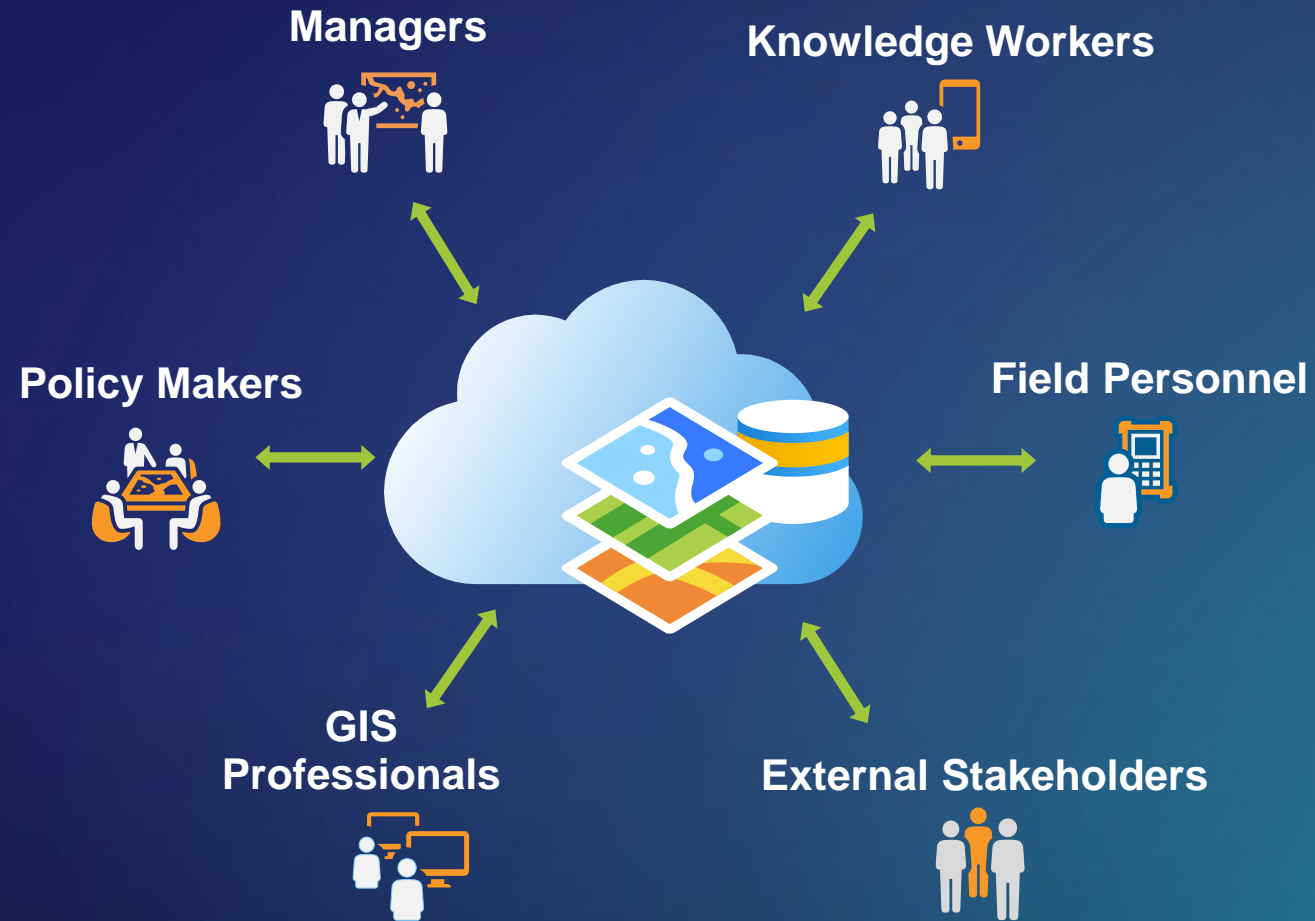 Managers
Knowledge Workers
Policy Makers
Field Personnel
GIS
Professionals
External Stakeholders